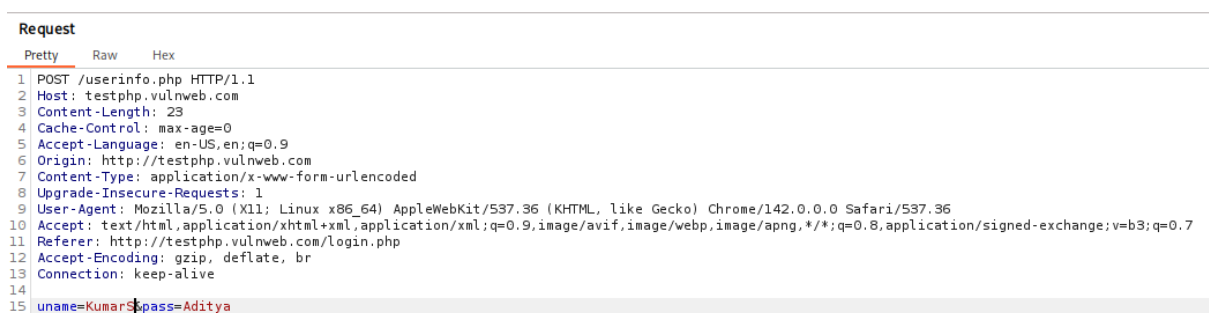 Request
Pretty Raw Hex
1 POST /userinfo.php HTTP/1.1
2 Host: testphp.vulnweb.com
3 Content-Length: 23
4 Cache-Control: max-age=0
5 Accept-Language: en-US,en;q=0.9
6 Origin: http://testphp.vulnweb.com
7 Content-Type: application/x-www-form-urlencoded
8 Upgrade-Insecure-Requests: 1
9 User-Agent: Mozilla/5.0 (X11; Linux x86_64) AppleWebKit/537.36 (KHTML, like Gecko) Chrome/142.0.0.0 Safari/537.36
10 Accept: text/html,application/xhtml+xml,application/xml;q=0.9,image/avif,image/webp,image/apng,*/*;q=0.8,application/signed-exchange;v=b3;q=0.7
11 Referer: http://testphp.vulnweb.com/login.php
12 Accept-Encoding: gzip, deflate, br
13 Connection: keep-alive
14
15 uname=KumarS&pass=Aditya